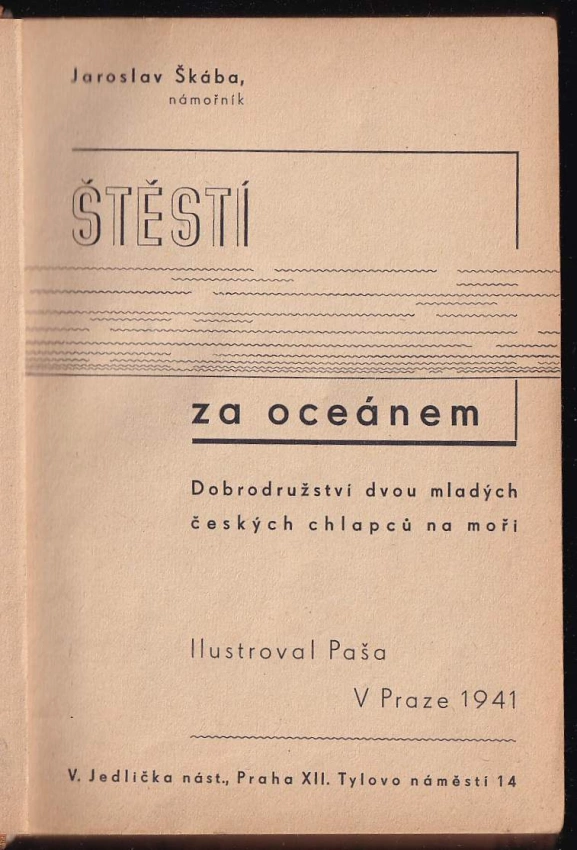 Jaroslav Škába,
námořník
ŠTĚSTÍ
za oceánem
Dobrodružství dvou mladých
českých chlapců na moři
Ilustroval Paša
V Praze 1941
V. Jedlička nást., Praha XII. Tylovo náměstí 14